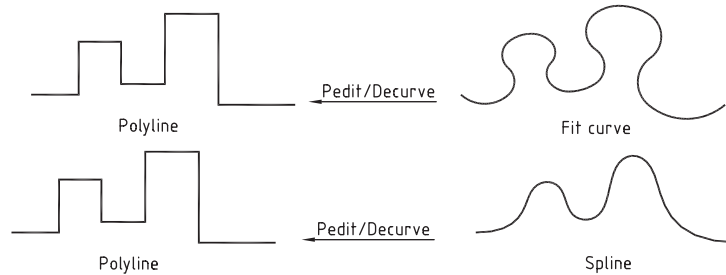 Pedit/Decurve
Polyline
Fit curve
Pedit/Decurve
Polyline
Spline